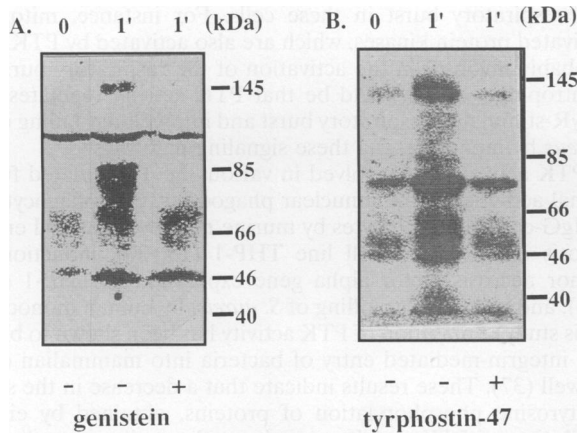 A. 0 1' 1' (kDa)
145
85
66
46
40
- - +
genistein
B. 0 1' 1' (kDa)
145
85
66
46
40
- - +
tyrphostin-47